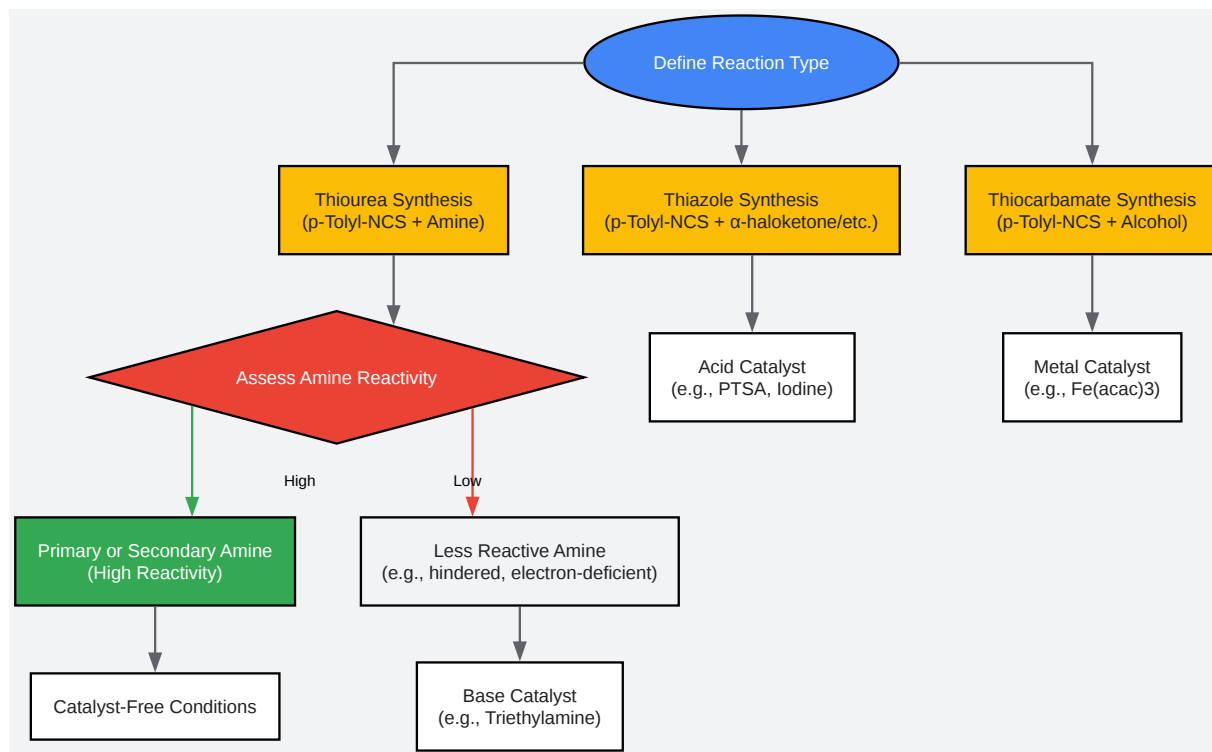 Define Reaction Type
Thiourea Synthesis
(p-Tolyl-NCS + Amine)
Thiazole Synthesis
(p-Tolyl-NCS + α-haloketone/etc.)
Thiocarbamate Synthesis
(p-Tolyl-NCS + Alcohol)
Assess Amine Reactivity
Acid Catalyst
(e.g., PTSA, Iodine)
Metal Catalyst
(e.g., Fe(acac)3)
High
Low
Primary or Secondary Amine
(High Reactivity)
Less Reactive Amine
(e.g., hindered, electron-deficient)
Catalyst-Free Conditions
Base Catalyst
(e.g., Triethylamine)